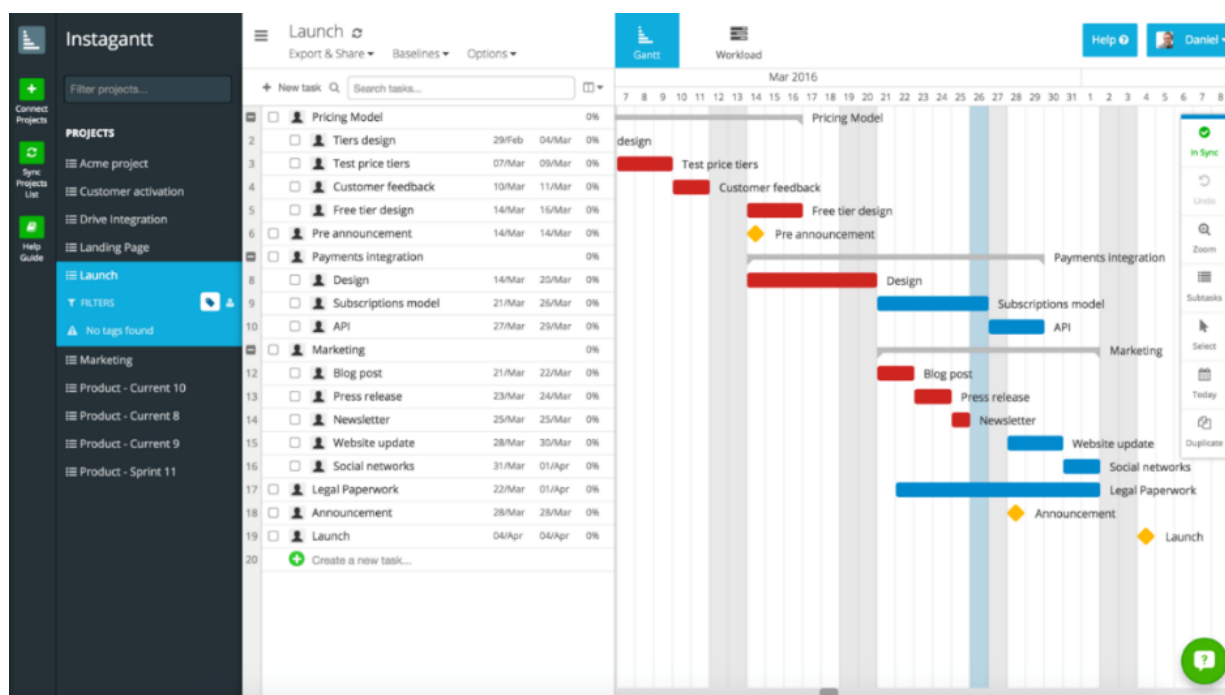 Instagantt
Connect Projects
Sync Projects List
Help Guide
Filter projects...
PROJECTS
Acme project
Customer activation
Drive Integration
Landing Page
Launch
FILTERS
No tags found
Marketing
Product - Current 10
Product - Current 8
Product - Current 9
Product - Sprint 11
Launch
Export & Share Baselines Options
Gantt
Workload
Help
Daniel
New task Search tasks...
Mar 2016
7 8 9 10 11 12 13 14 15 16 17 18 19 20 21 22 23 24 25 26 27 28 29 30 31 1 2 3 4 5 6 7 8
Pricing Model 0% Pricing Model
2 Tiers design 29/Feb 04/Mar 0% design
3 Test price tiers 07/Mar 09/Mar 0% Test price tiers
4 Customer feedback 10/Mar 11/Mar 0% Customer feedback
5 Free tier design 14/Mar 16/Mar 0% Free tier design
6 Pre announcement 14/Mar 14/Mar 0% Pre announcement
Payments integration 0% Payments integration
8 Design 14/Mar 20/Mar 0% Design
9 Subscriptions model 21/Mar 26/Mar 0% Subscriptions model
10 API 27/Mar 29/Mar 0% API
Marketing 0% Marketing
12 Blog post 21/Mar 22/Mar 0% Blog post
13 Press release 23/Mar 24/Mar 0% Press release
14 Newsletter 25/Mar 25/Mar 0% Newsletter
15 Website update 28/Mar 30/Mar 0% Website update
16 Social networks 31/Mar 01/Apr 0% Social networks
17 Legal Paperwork 22/Mar 01/Apr 0% Legal Paperwork
18 Announcement 28/Mar 28/Mar 0% Announcement
19 Launch 04/Apr 04/Apr 0% Launch
20 Create a new task...
In Sync
Undo
Zoom
Subtasks
Select
Today
Duplicate